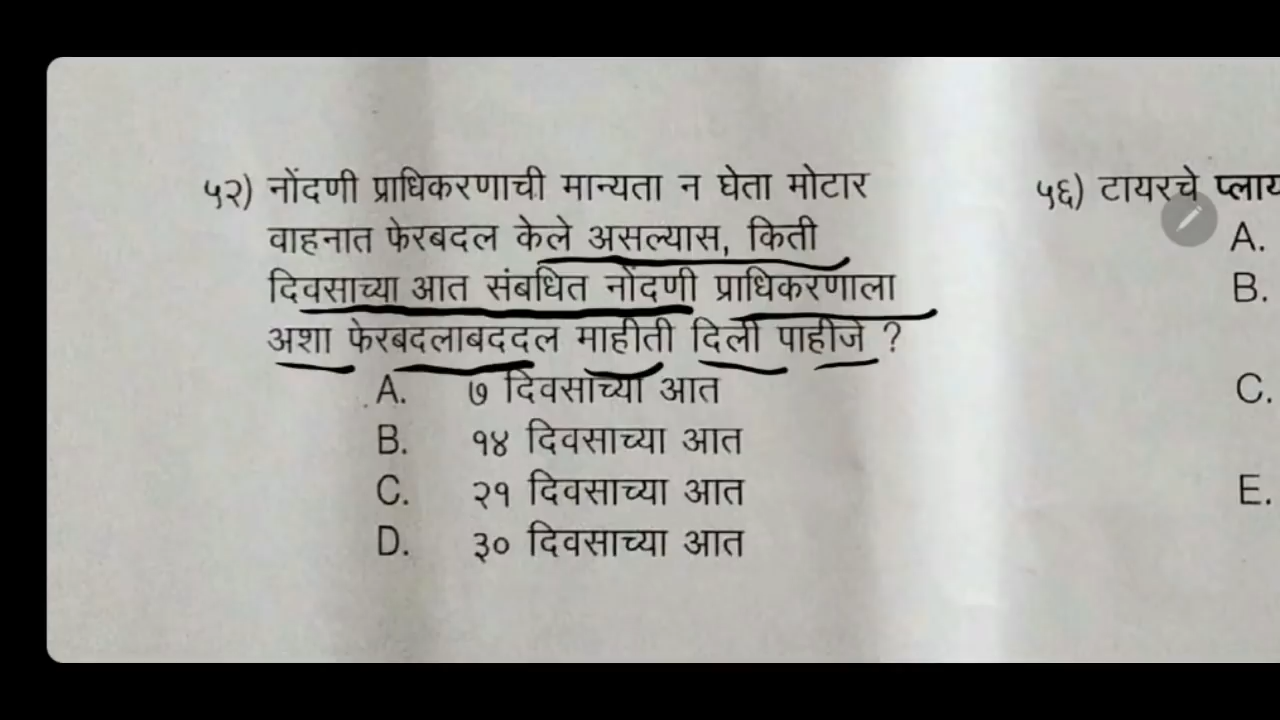 ५२) नोंदणी प्राधिकरणाची मान्यता न घेता मोटार
वाहनात फेरबदल केले असल्यास, किती
दिवसाच्या आत संबधित नोंदणी प्राधिकरणाला
अशा फेरबदलाबददल माहीती दिली पाहीजे ?
A. ७ दिवसाच्या आत
B. १४ दिवसाच्या आत
C. २१ दिवसाच्या आत
D. ३० दिवसाच्या आत
५६) टायरचे
A.
B.
C.
E.